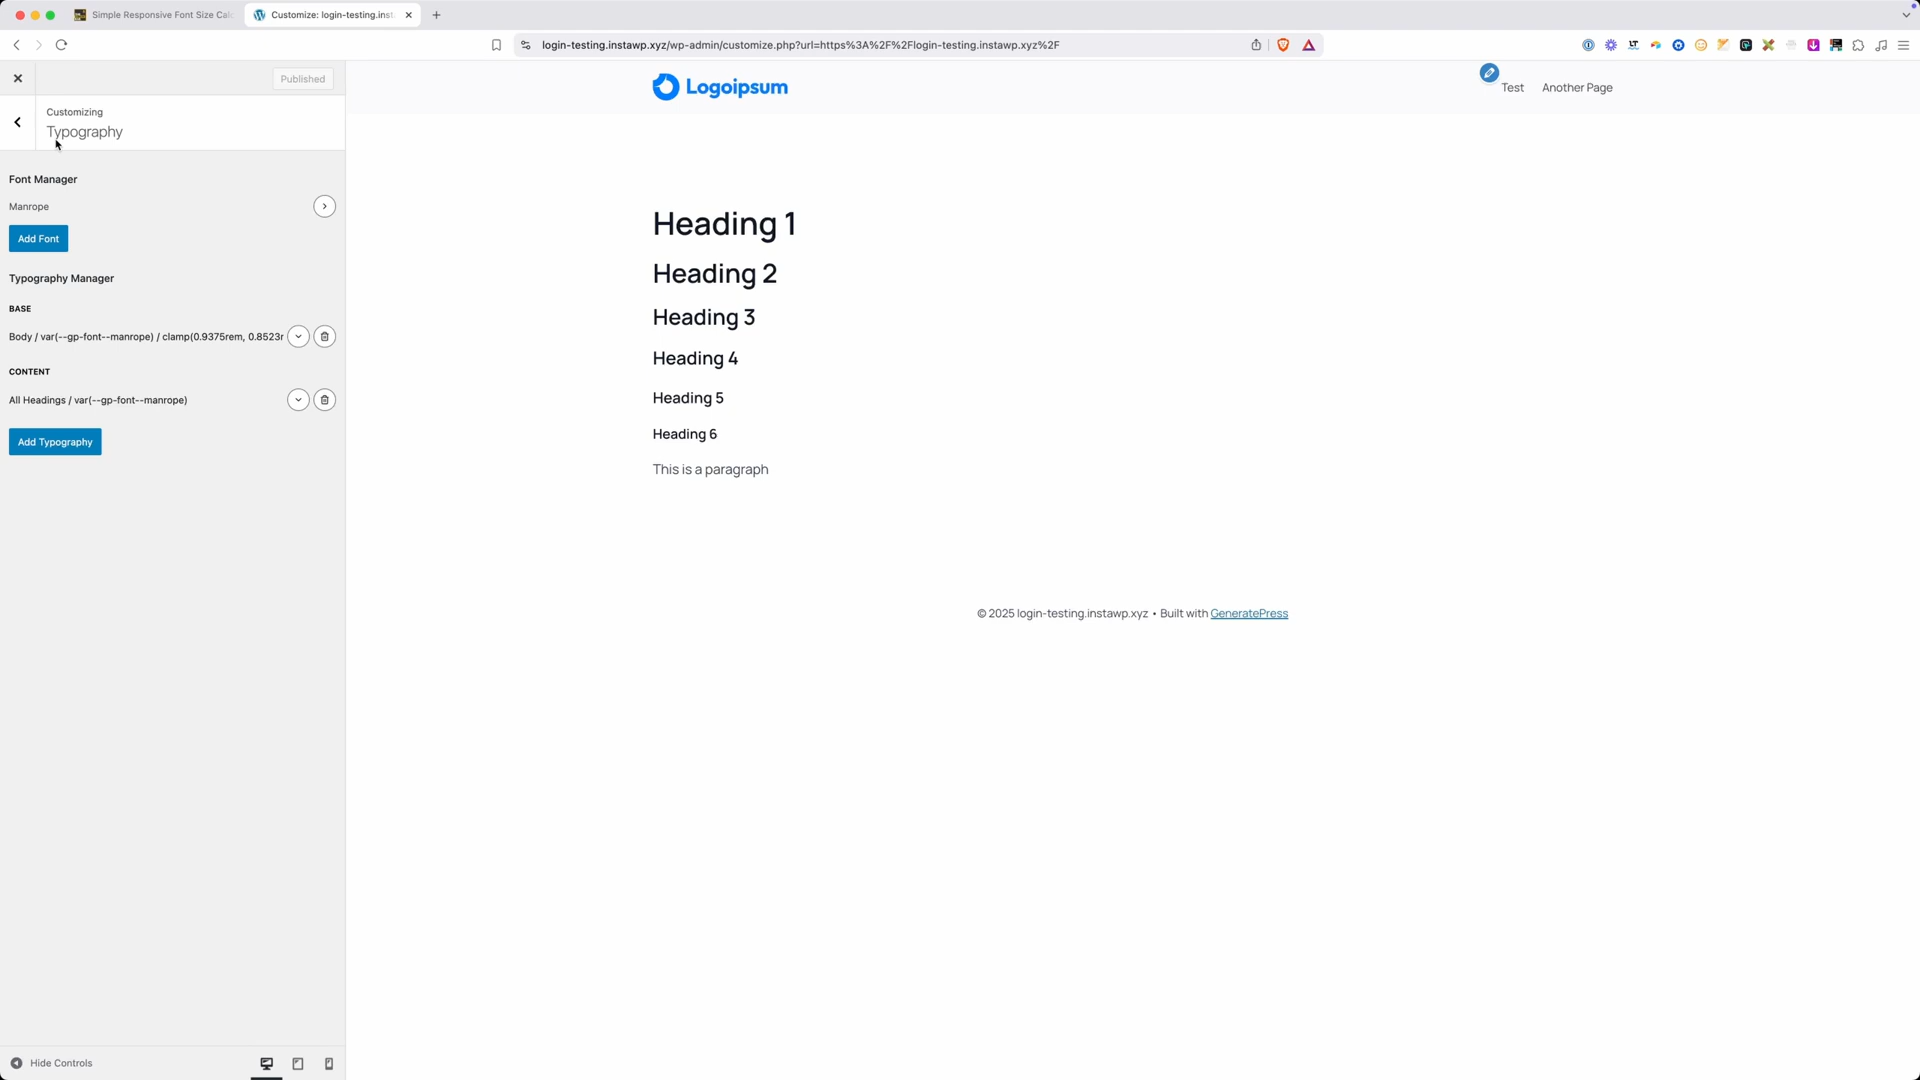 Simple Responsive Font Size Calc
Customize: login-testing.inst
login-testing.instawp.xyz/wp-admin/customize.php?url=https%3A%2F%2Flogin-testing.instawp.xyz%2F
Published
Customizing
Typography
Font Manager
Manrope
Add Font
Typography Manager
BASE
Body / var(--gp-font--manrope) / clamp(0.9375rem, 0.8523r
CONTENT
All Headings / var(--gp-font--manrope)
Add Typography
Hide Controls
Logoipsum
Test
Another Page
Heading 1
Heading 2
Heading 3
Heading 4
Heading 5
Heading 6
This is a paragraph
© 2025 login-testing.instawp.xyz • Built with GeneratePress